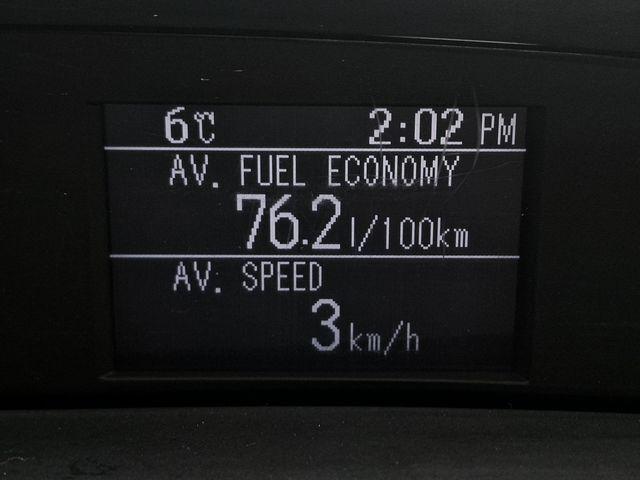 6℃ 2:02 PM
AV. FUEL ECONOMY
76.2 l/100km
AV. SPEED
3 km/h